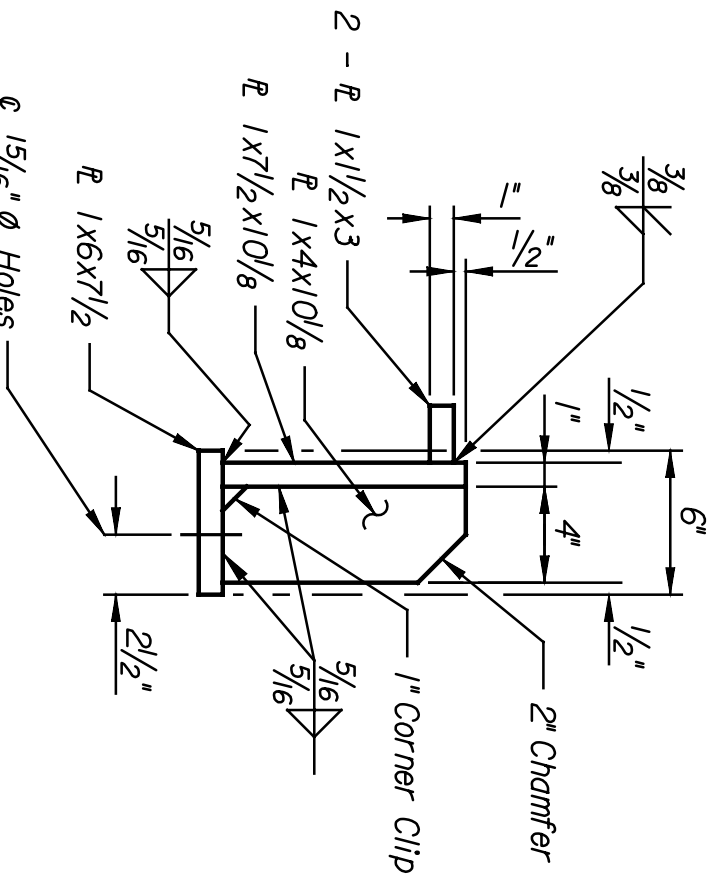 2 - ℞ 1x1½x3
℞ 1x7½x10⅛
℞ 1x4x10⅛
℞ 1x6x7½
℄ 15/16" Ø Holes
3/8
3/8
5/16
5/16
1"
½"
½"
1"
6"
4"
½"
2½"
5/16
5/16
1" Corner Clip
2" Chamfer